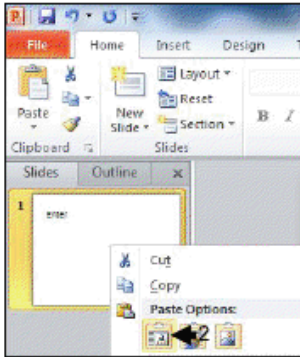 P
File Home Insert Design
Paste
New Slide
Layout
Reset
Section
B I
Clipboard
Slides
Slides Outline x
1
enter
Cut
Copy
Paste Options:
2